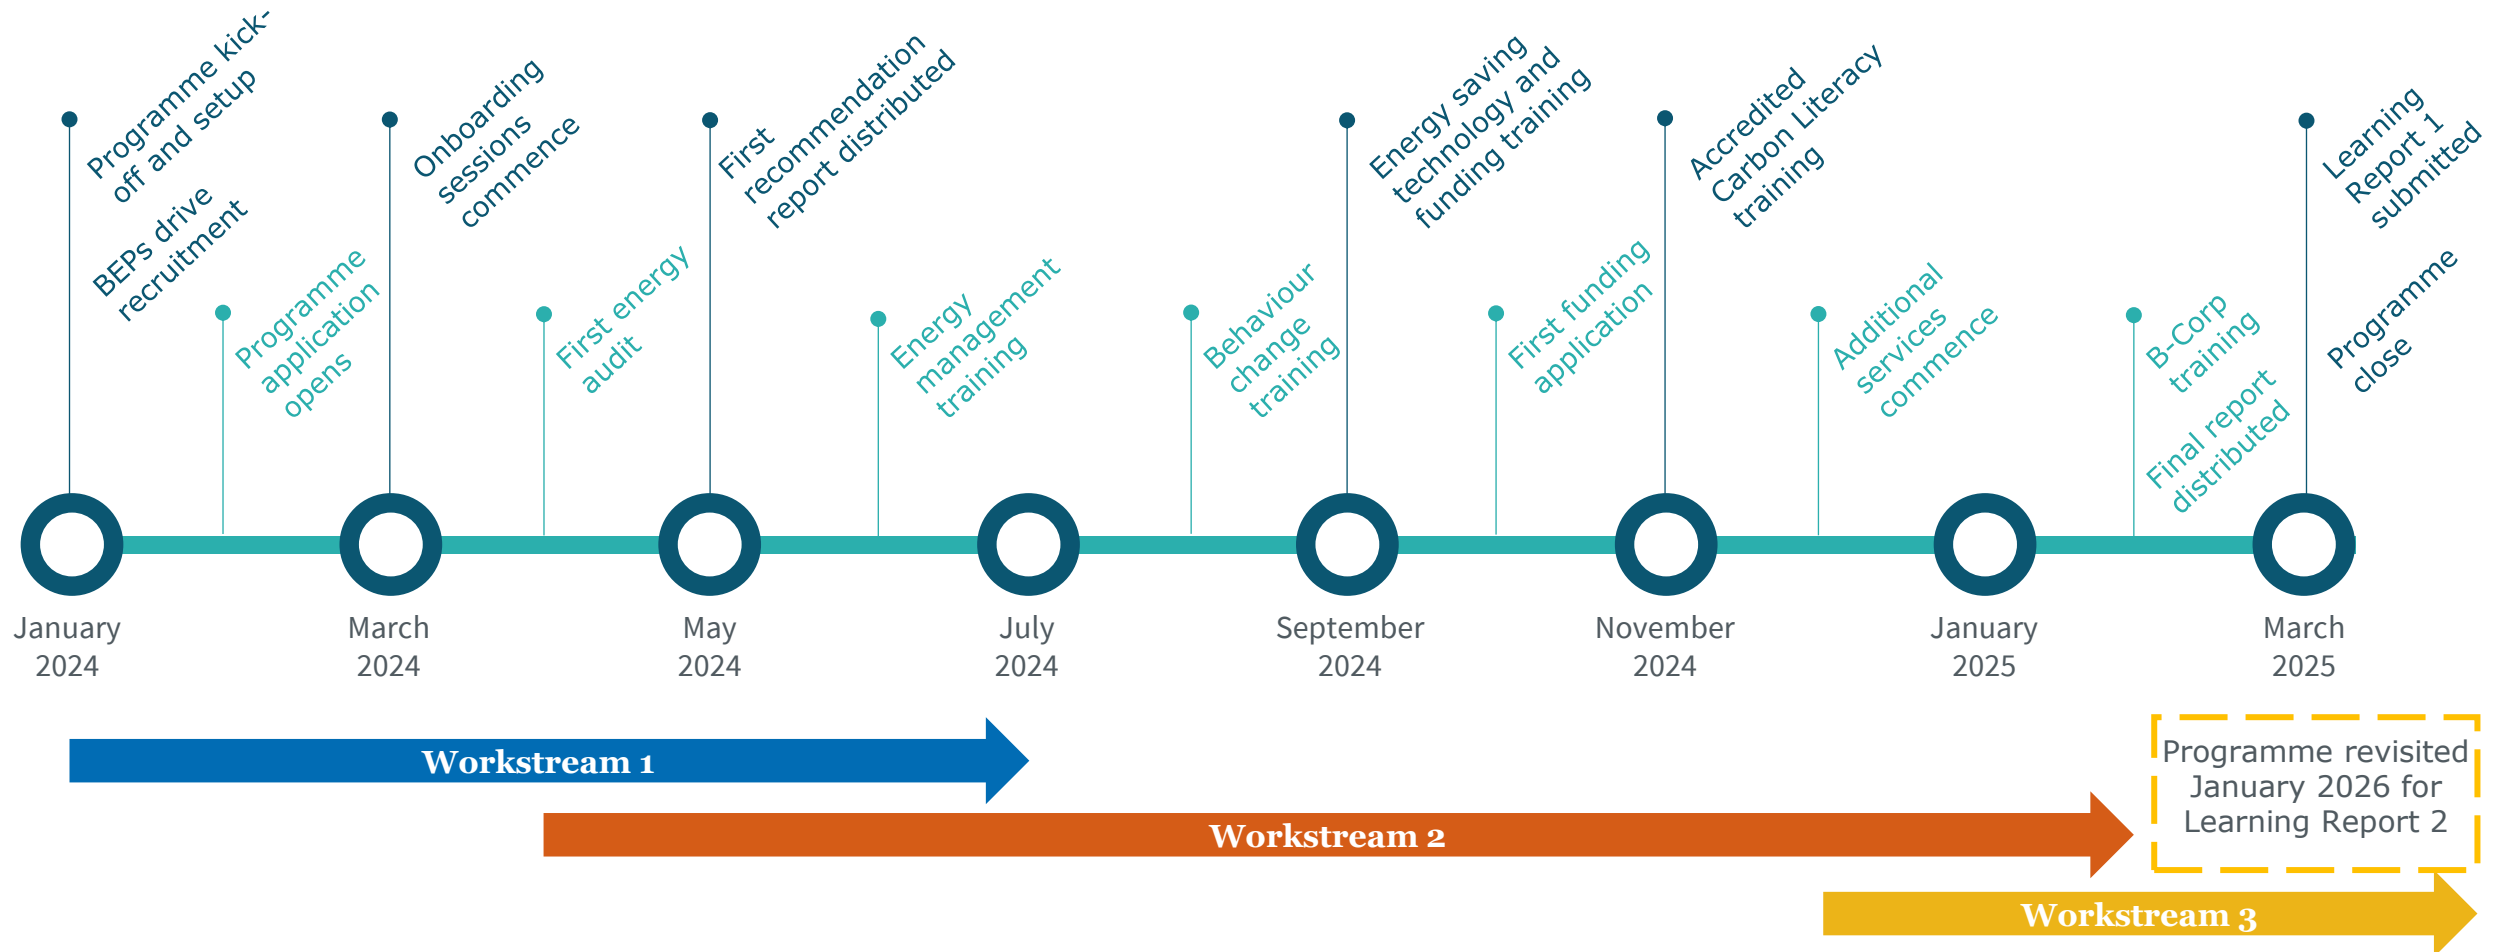 Programme kick-
off and setup
BEPs drive
recruitment
Programme
application
opens
Onboarding
sessions
commence
First energy
audit
First
recommendation
report distributed
Energy
management
training
Behaviour
change
training
Energy saving
technology and
funding training
First funding
application
Accredited
Carbon Literacy
training
Additional
services
commence
B-Corp
training
Final report
distributed
Learning
Report 1
submitted
Programme
close
January
2024
March
2024
May
2024
July
2024
September
2024
November
2024
January
2025
March
2025
Workstream 1
Workstream 2
Programme revisited
January 2026 for
Learning Report 2
Workstream 3